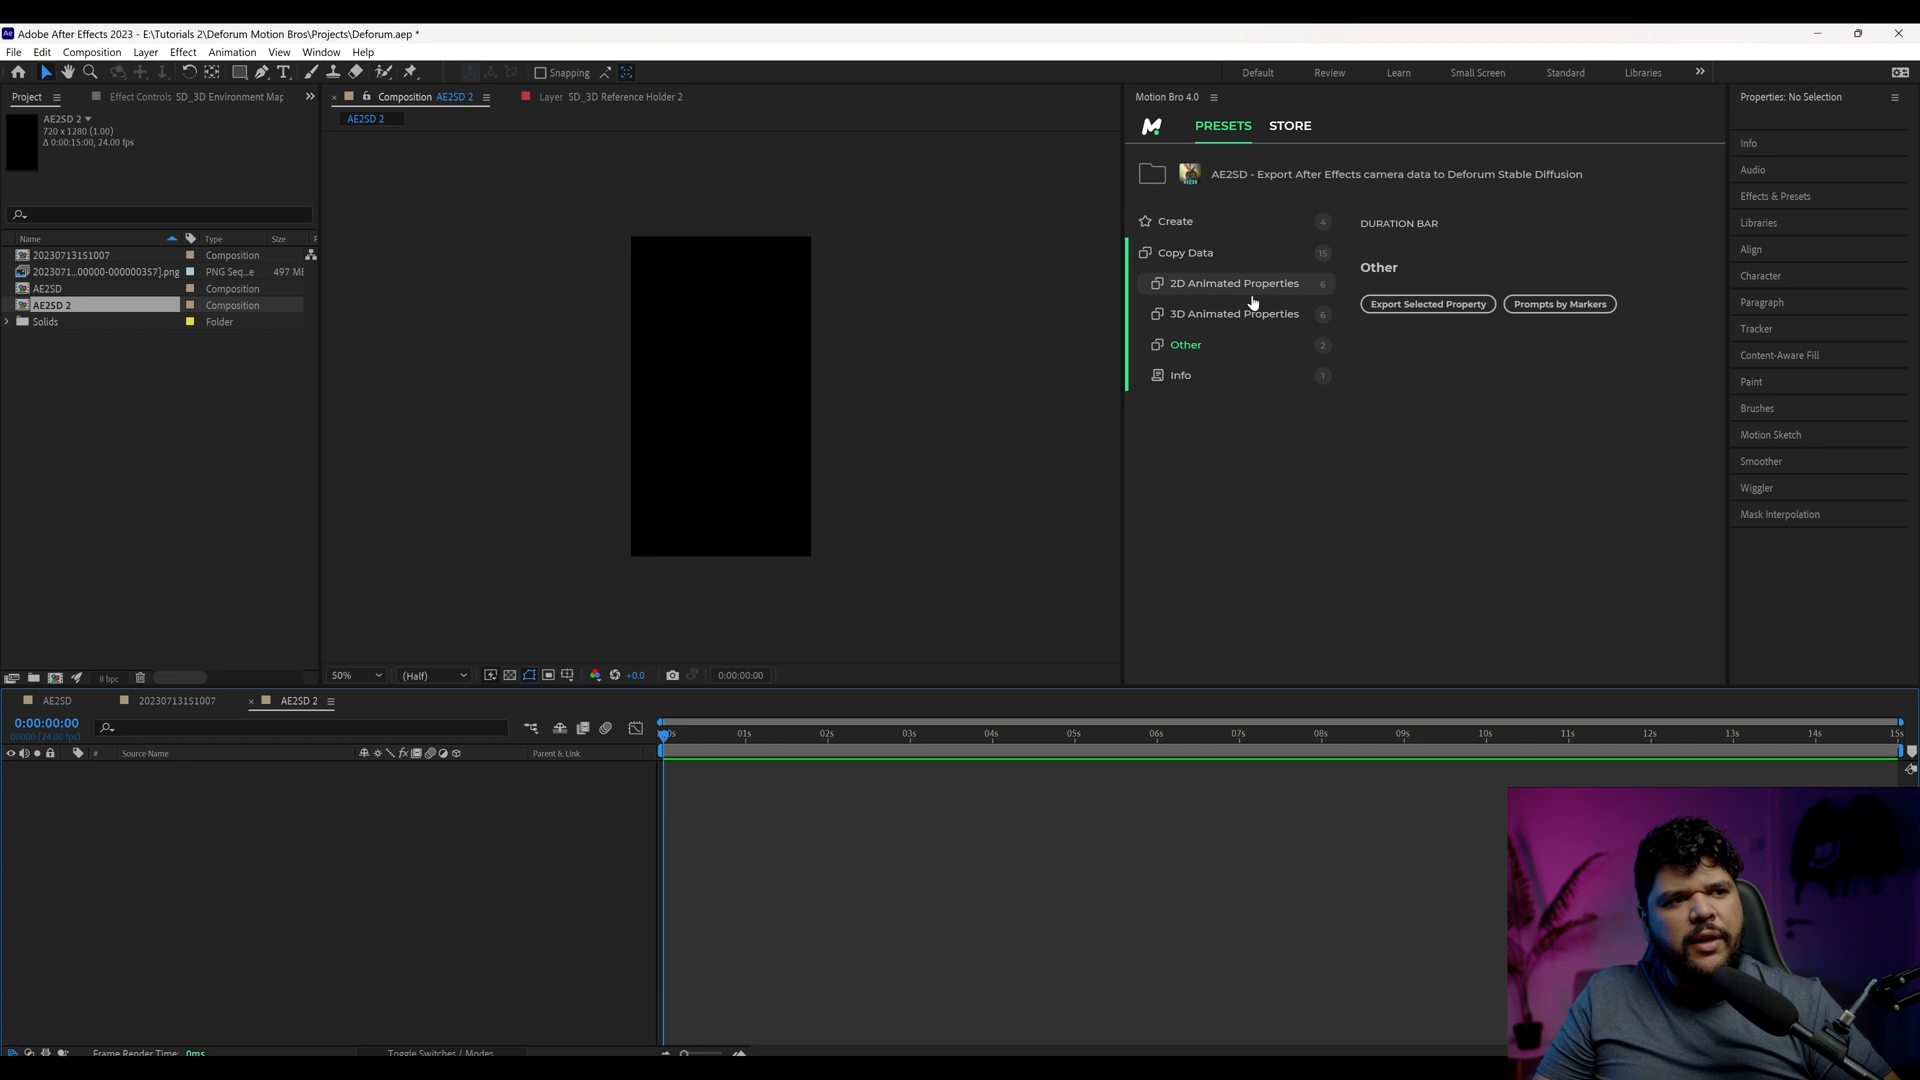 Adobe After Effects 2023 - E:\Tutorials 2\Deforum Motion Bros\Projects\Deforum.aep *
File Edit Composition Layer Effect Animation View Window Help
Snapping
Default Review Learn Small Screen Standard Libraries
Project
Effect Controls SD_3D Environment Map
Composition AE2SD 2
Layer SD_3D Reference Holder 2
AE2SD 2
720 x 1280 (1.00)
Δ 0:00:15:00, 24.00 fps
Name Type Size F
20230713151007 Composition
2023071...00000-000000357].png PNG Seq...e 497 ME
AE2SD Composition
AE2SD 2 Composition
Solids Folder
8 bpc
AE2SD 2
50% (Half) +0.0 0:00:00:00
Motion Bro 4.0
PRESETS STORE
AE2SD - Export After Effects camera data to Deforum Stable Diffusion
Create 4
Copy Data 15
2D Animated Properties 6
3D Animated Properties 6
Other 2
Info 1
DURATION BAR
Other
Export Selected Property Prompts by Markers
Properties: No Selection
Info
Audio
Effects & Presets
Libraries
Align
Character
Paragraph
Tracker
Content-Aware Fill
Paint
Brushes
Motion Sketch
Smoother
Wiggler
Mask Interpolation
AE2SD 20230713151007 AE2SD 2
0:00:00:00
00000 (24.00 fps)
01s 02s 03s 04s 05s 06s 07s 08s 09s 10s 11s 12s 13s 14s 15s
# Source Name Parent & Link
Frame Render Time: 0ms Toggle Switches / Modes